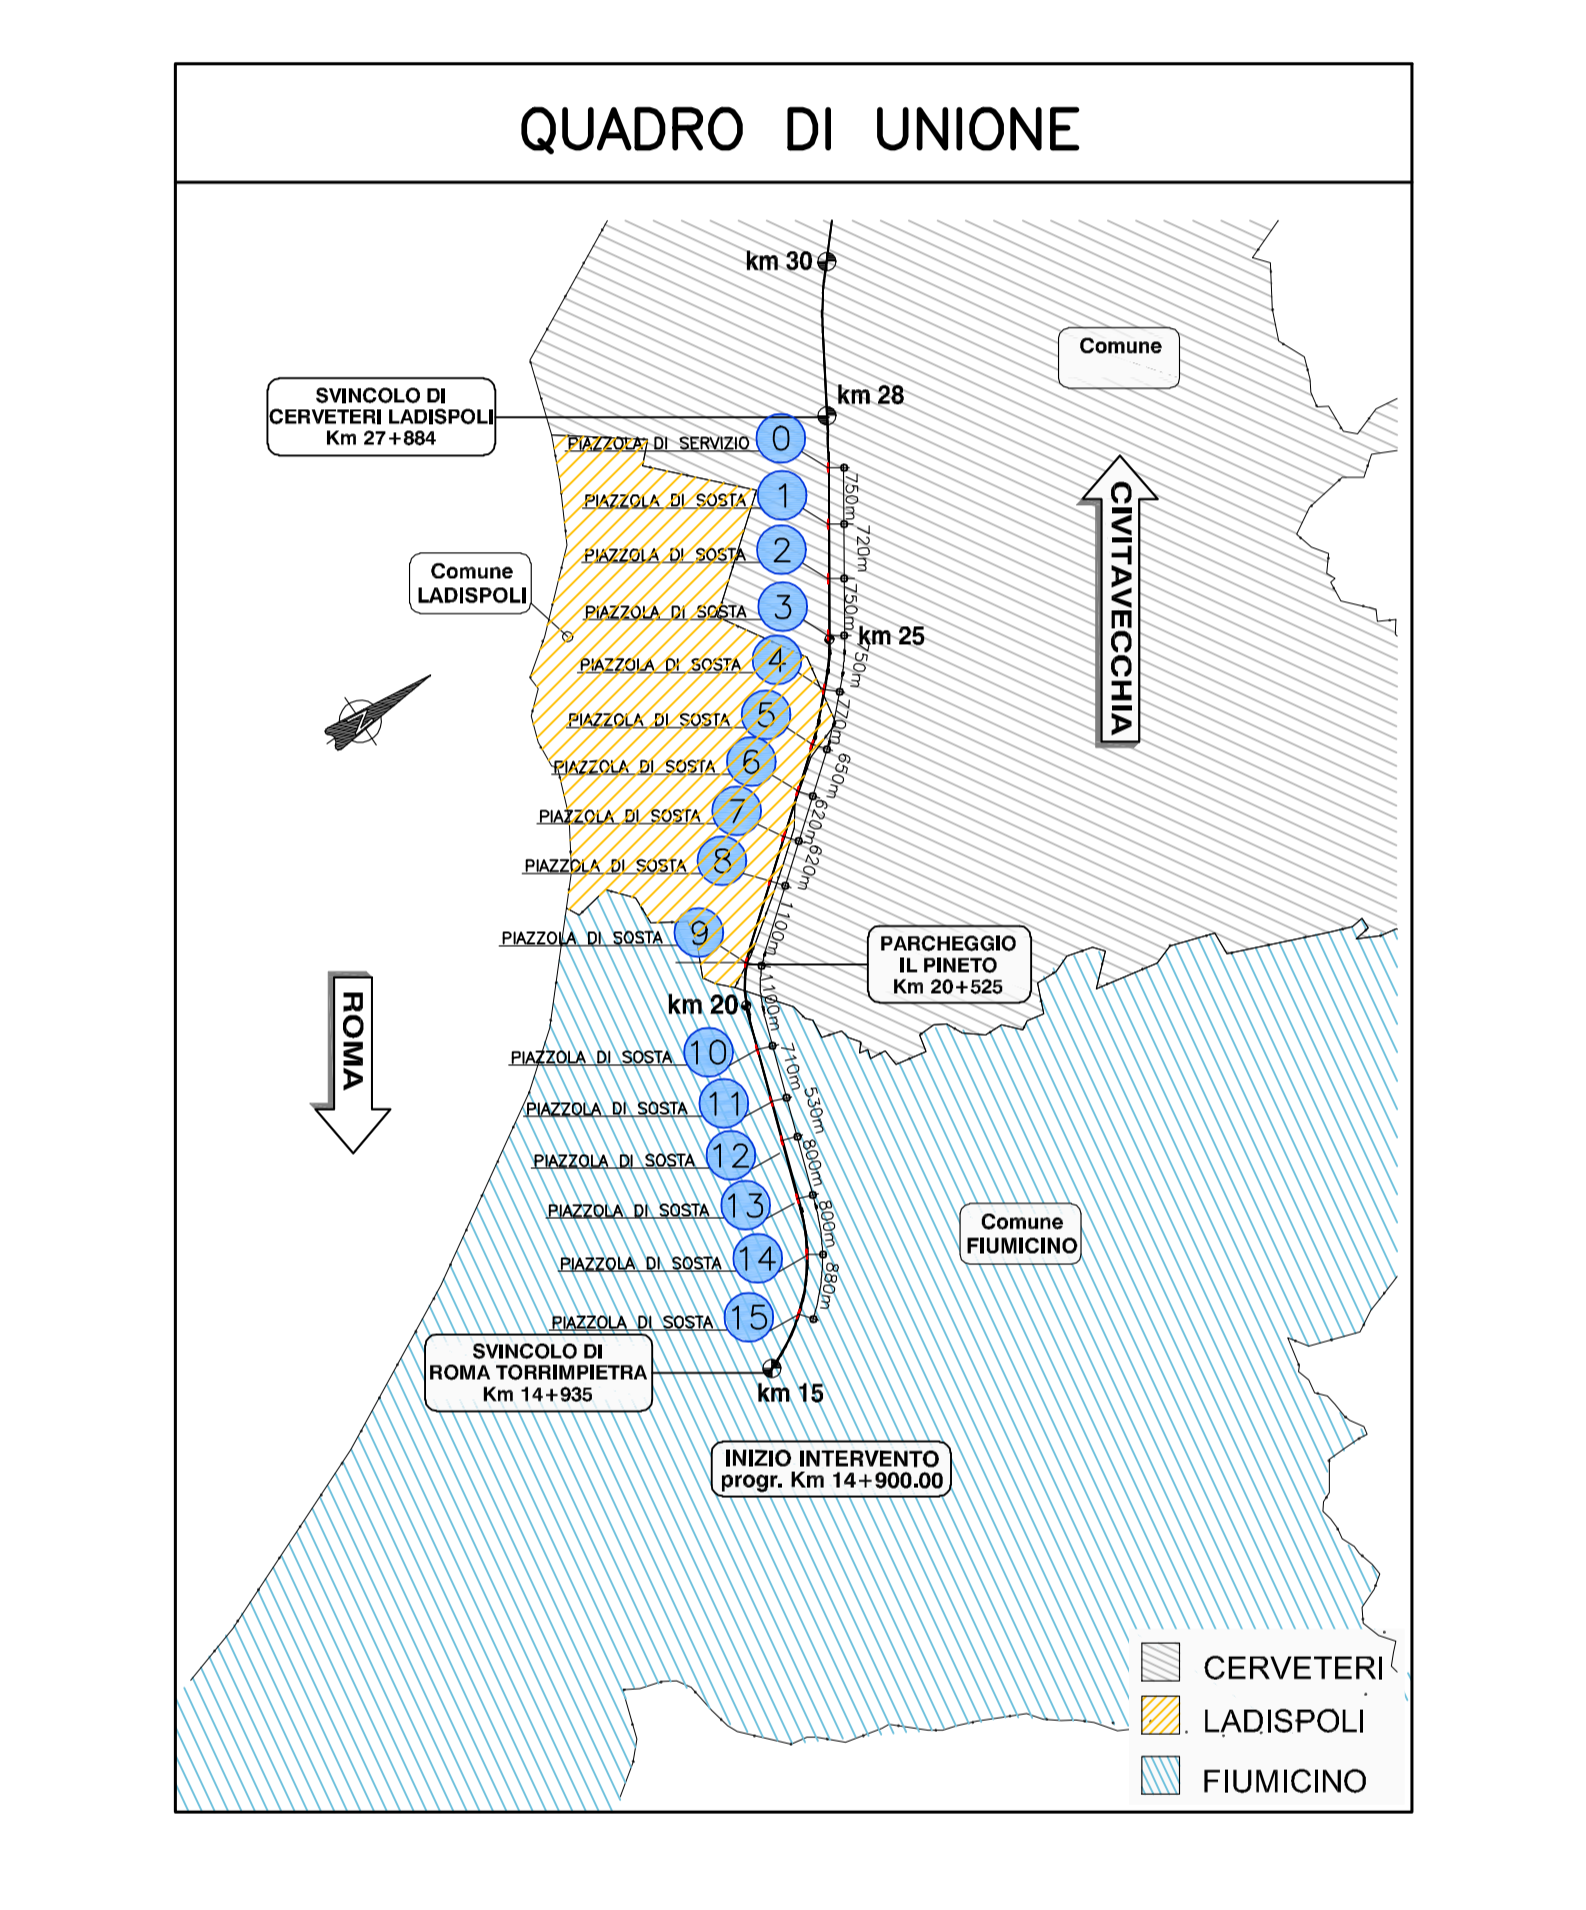 QUADRO DI UNIONE
km 30
Comune
SVINCOLO DI
CERVETERI LADISPOLI
Km 27+884
km 28
PIAZZOLA DI SERVIZIO 0
750m
PIAZZOLA DI SOSTA 1
720m
PIAZZOLA DI SOSTA 2
750m
PIAZZOLA DI SOSTA 3
km 25
750m
Comune
LADISPOLI
CIVITAVECCHIA
PIAZZOLA DI SOSTA 4
770m
PIAZZOLA DI SOSTA 5
650m
PIAZZOLA DI SOSTA 6
620m
PIAZZOLA DI SOSTA 7
620m
PIAZZOLA DI SOSTA 8
1100m
PIAZZOLA DI SOSTA 9
PARCHEGGIO
IL PINETO
Km 20+525
1100m
ROMA
km 20
PIAZZOLA DI SOSTA 10
710m
PIAZZOLA DI SOSTA 11
530m
PIAZZOLA DI SOSTA 12
800m
PIAZZOLA DI SOSTA 13
800m
PIAZZOLA DI SOSTA 14
880m
PIAZZOLA DI SOSTA 15
Comune
FIUMICINO
SVINCOLO DI
ROMA TORRIMPIETRA
Km 14+935
km 15
INIZIO INTERVENTO
progr. Km 14+900.00
CERVETERI
LADISPOLI
FIUMICINO